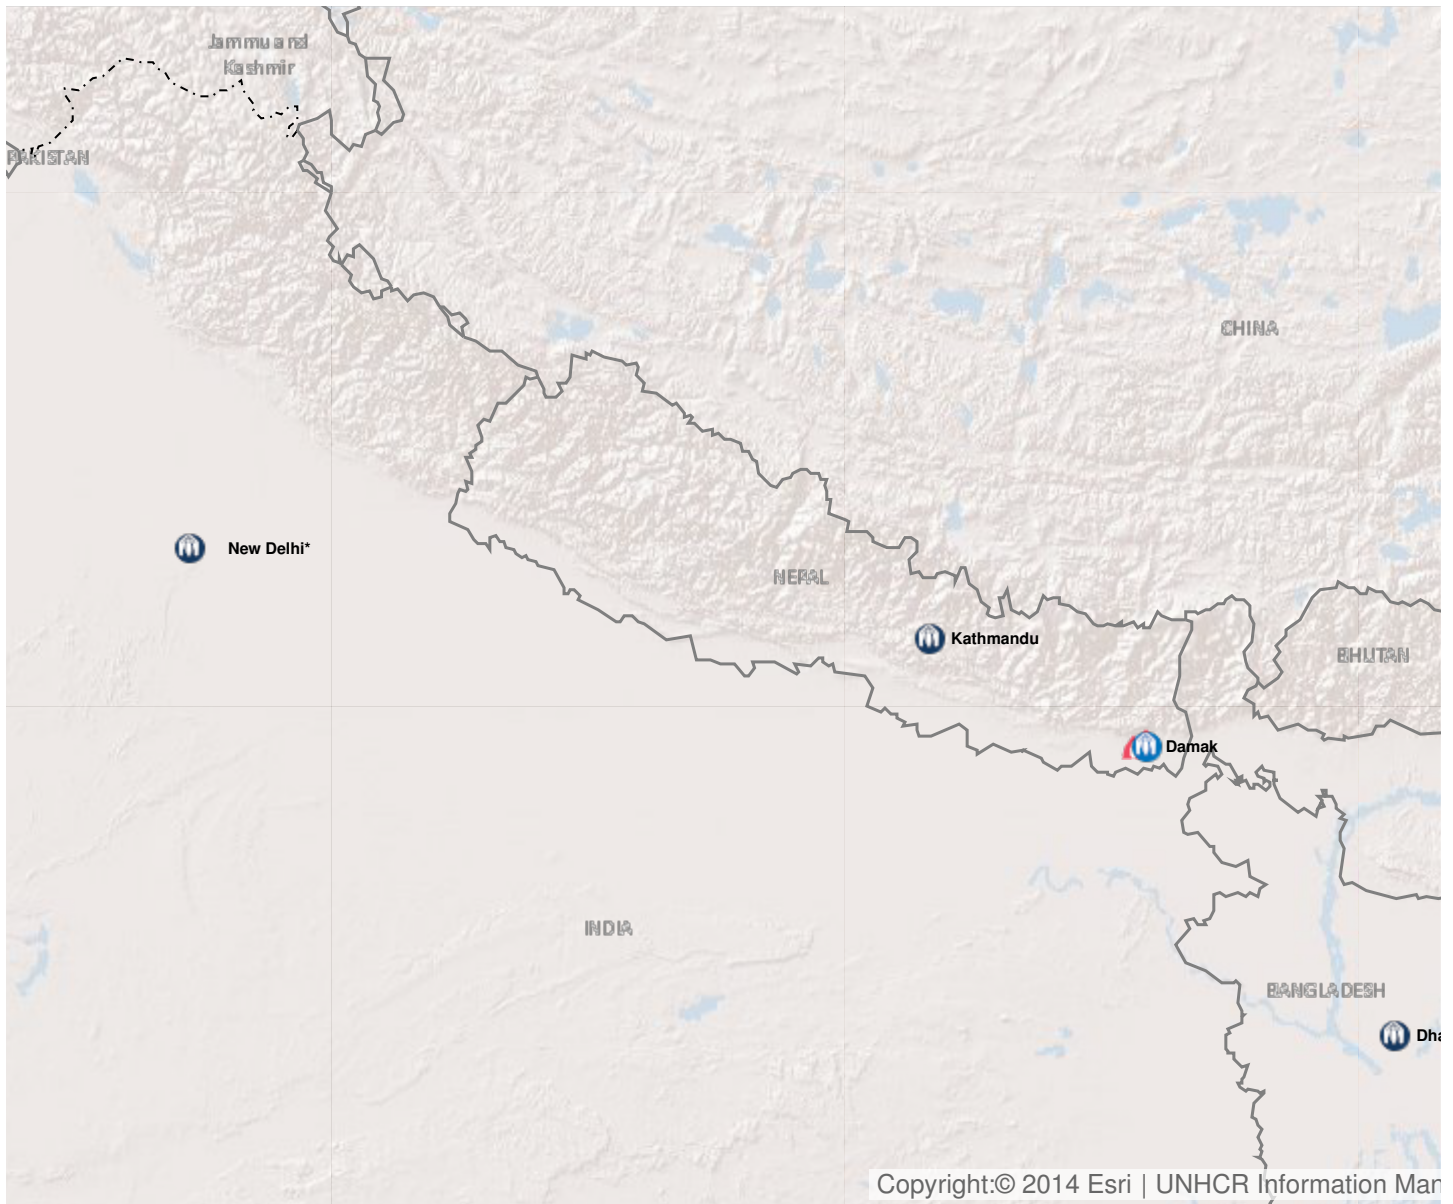 Jammu and
Kashmir
PAKISTAN
CHINA
New Delhi*
NEPAL
Kathmandu
BHUTAN
Damak
INDIA
BANGLADESH
Dha
Copyright:© 2014 Esri | UNHCR Information Man